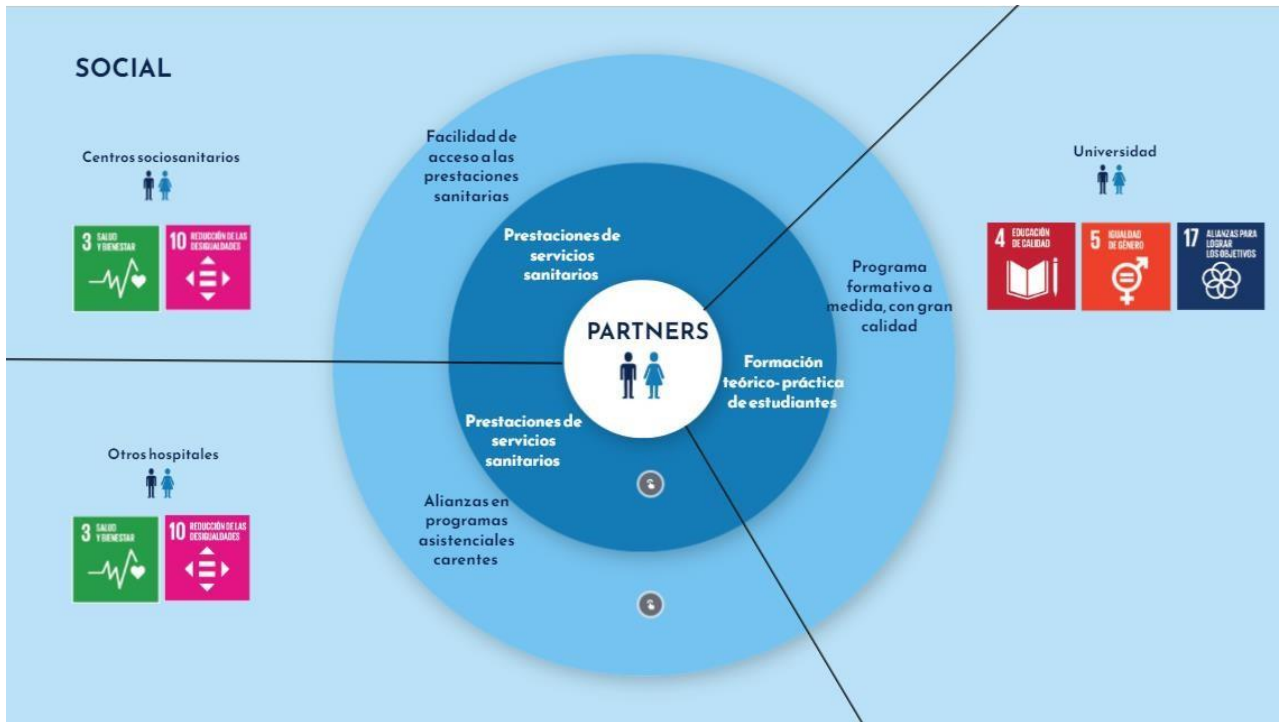 SOCIAL
Centros sociosanitarios
3 SALUD
Y BIENESTAR
10 REDUCCIÓN DE LAS
DESIGUALDADES
Facilidad de
acceso a las
prestaciones
sanitarias
Prestaciones de
servicios
sanitarios
PARTNERS
Universidad
4 EDUCACIÓN
DE CALIDAD
5 IGUALDAD
DE GÉNERO
17 ALIANZAS PARA
LOGRAR
LOS OBJETIVOS
Programa
formativo a
medida, con gran
calidad
Formación
teórico-práctica
de estudiantes
Otros hospitales
3 SALUD
Y BIENESTAR
10 REDUCCIÓN DE LAS
DESIGUALDADES
Prestaciones de
servicios
sanitarios
Alianzas en
programas
asistenciales
carentes